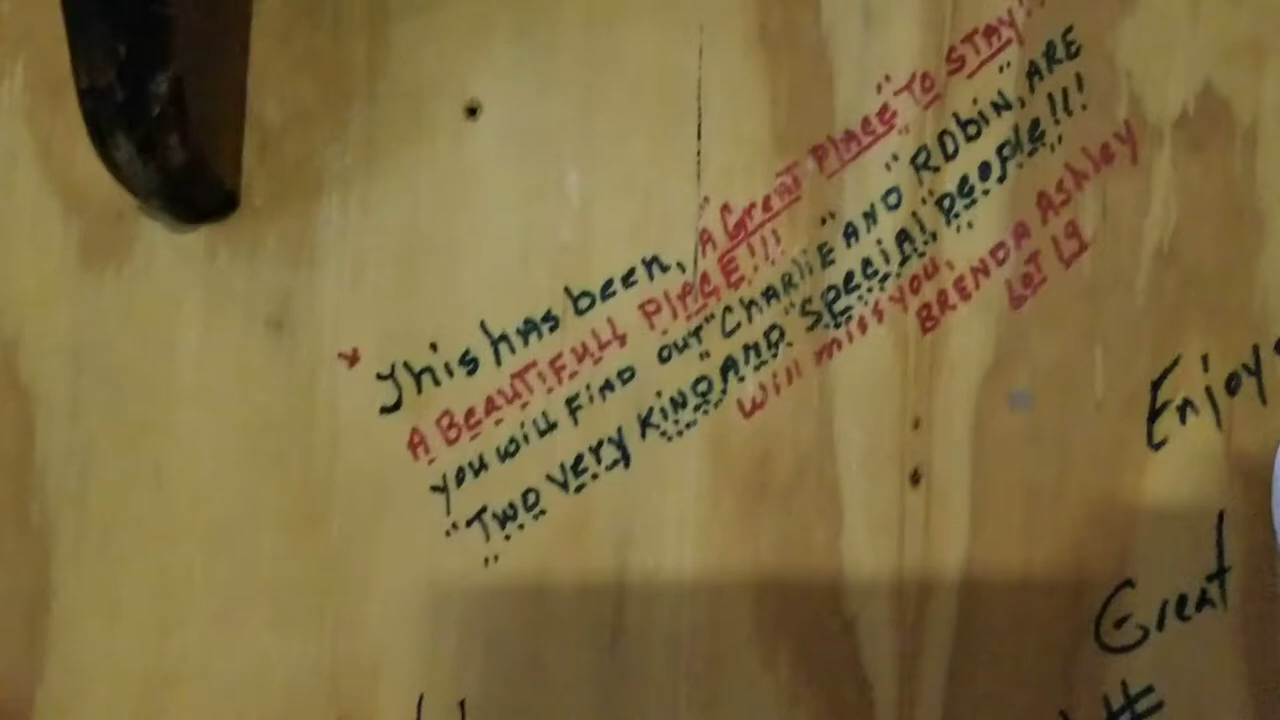 This has been, A Great "Place" To STAY!!
A BeauTiFull PlAcE!!!
you will FIND out "CHARliE" AND "RObiN", ARE
"Two Very KIND AND Special people!!!"
Will miss you,
BRENDA Ashley
LOT 19
Enjoy
Great